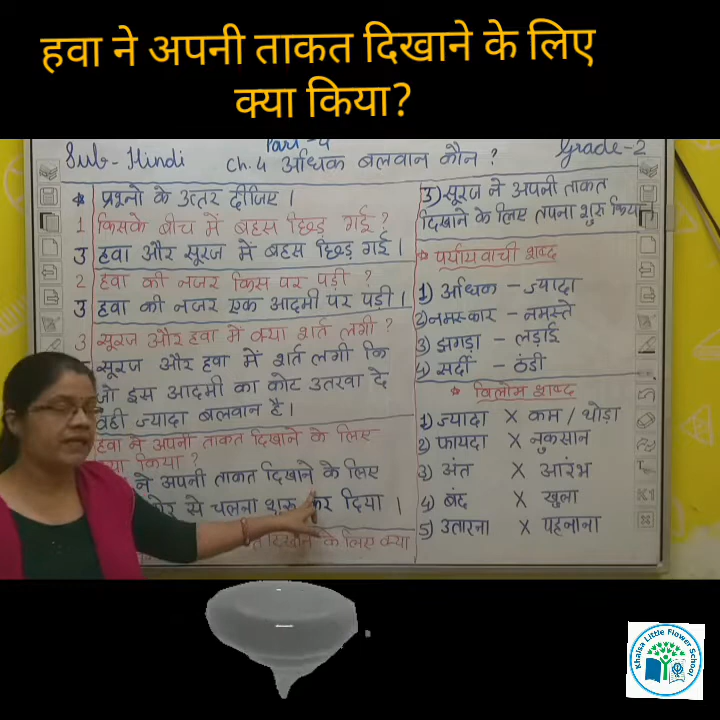 हवा ने अपनी ताकत दिखाने के लिए
क्या किया?
Part-4
Sub-Hindi
Ch.4 अधिक बलवान कौन ?
Grade-2
* प्रश्नों के उत्तर दीजिए ।
1 किसके बीच में बहस छिड़ गई ?
उ हवा और सूरज में बहस छिड़ गई ।
2 हवा की नजर किस पर पड़ी ?
उ हवा की नजर एक आदमी पर पड़ी ।
3 सूरज और हवा में क्या शर्त लगी ?
सूरज और हवा में शर्त लगी कि
जो इस आदमी का कोट उतरवा दे
वही ज्यादा बलवान है ।
हवा ने अपनी ताकत दिखाने के लिए
क्या किया ?
ने अपनी ताकत दिखाने के लिए
से चलना शुरू कर दिया ।
के लिए क्या
उ) सूरज ने अपनी ताकत
दिखाने के लिए तपना शुरू किया
* पर्यायवाची शब्द
1) अधिक – ज्यादा
2) नमस्कार – नमस्ते
3) झगड़ा – लड़ाई
4) सर्दी – ठंडी
* विलोम शब्द
1) ज्यादा X कम / थोड़ा
2) फायदा X नुकसान
3) अंत X आरंभ
4) बंद X खुला
5) उतारना X पहनाना
Khalsa Little Flower School